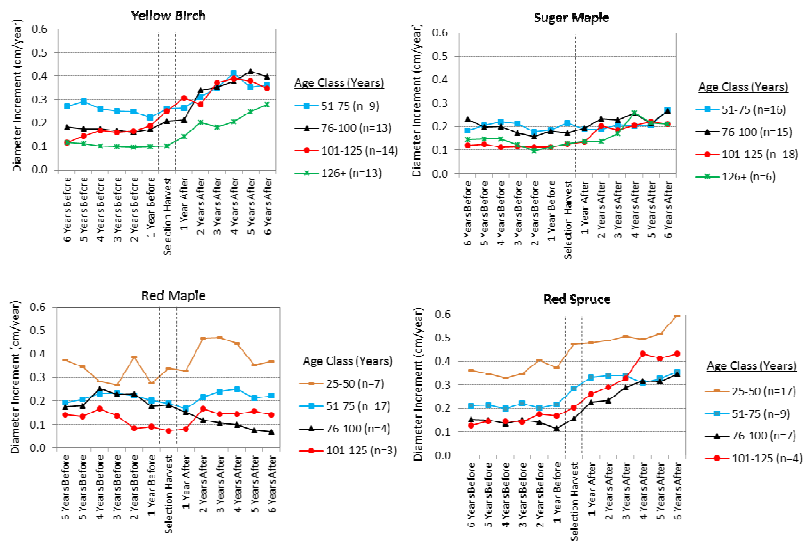 Yellow Birch
Diameter Increment (cm/year)
0.6
0.5
0.4
0.3
0.2
0.1
0.0
6 Years Before
5 Years Before
4 Years Before
3 Years Before
2 Years Before
1 Year Before
Selection Harvest
1 Year After
2 Years After
3 Years After
4 Years After
5 Years After
6 Years After
Age Class (Years)
51-75 (n=9)
76-100 (n=13)
101-125 (n=14)
126+ (n=13)
Sugar Maple
Diameter Increment (cm/year)
0.6
0.5
0.4
0.3
0.2
0.1
0.0
6 Years Before
5 Years Before
4 Years Before
3 Years Before
2 Years Before
1 Year Before
Selection Harvest
1 Year After
2 Years After
3 Years After
4 Years After
5 Years After
6 Years After
Age Class (Years)
51-75 (n=16)
76-100 (n=15)
101-125 (n=18)
126+ (n=6)
Red Maple
Diameter Increment (cm/year)
0.6
0.5
0.4
0.3
0.2
0.1
0.0
6 Years Before
5 Years Before
4 Years Before
3 Years Before
2 Years Before
1 Year Before
Selection Harvest
1 Year After
2 Years After
3 Years After
4 Years After
5 Years After
6 Years After
Age Class (Years)
25-50 (n=7)
51-75 (n=17)
76-100 (n=4)
101-125 (n=3)
Red Spruce
Diameter Increment (cm/year)
0.6
0.5
0.4
0.3
0.2
0.1
0.0
6 Years Before
5 Years Before
4 Years Before
3 Years Before
2 Years Before
1 Year Before
Selection Harvest
1 Year After
2 Years After
3 Years After
4 Years After
5 Years After
6 Years After
Age Class (Years)
25-50 (n=17)
51-75 (n=9)
76-100 (n=7)
101-125 (n=4)